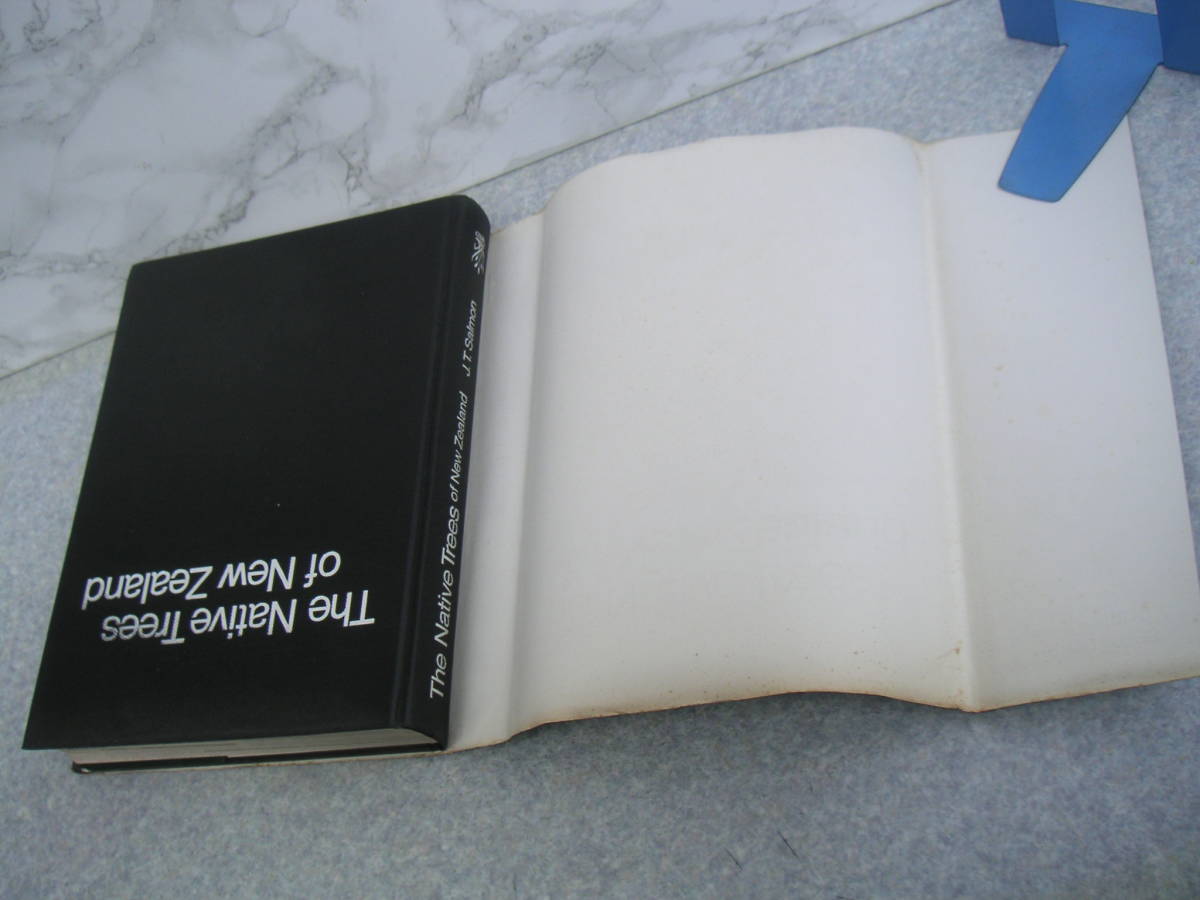 The Native Trees
of New Zealand
The Native Trees of New Zealand J. T. Salmon